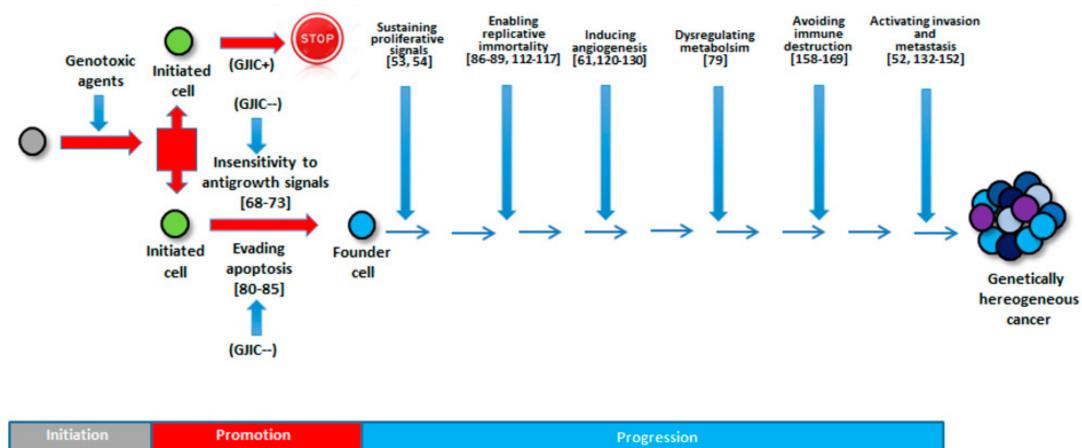 Genotoxic
agents
Initiated
cell
(GJIC+)
STOP
(GJIC--)
Insensitivity to
antigrowth signals
[68-73]
Initiated
cell
Evading
apoptosis
[80-85]
(GJIC--)
Founder
cell
Sustaining
proliferative
signals
[53, 54]
Enabling
replicative
immortality
[86-89, 112-117]
Inducing
angiogenesis
[61,120-130]
Dysregulating
metabolsim
[79]
Avoiding
immune
destruction
[158-169]
Activating invasion
and
metastasis
[52, 132-152]
Genetically
hereogeneous
cancer
Initiation
Promotion
Progression